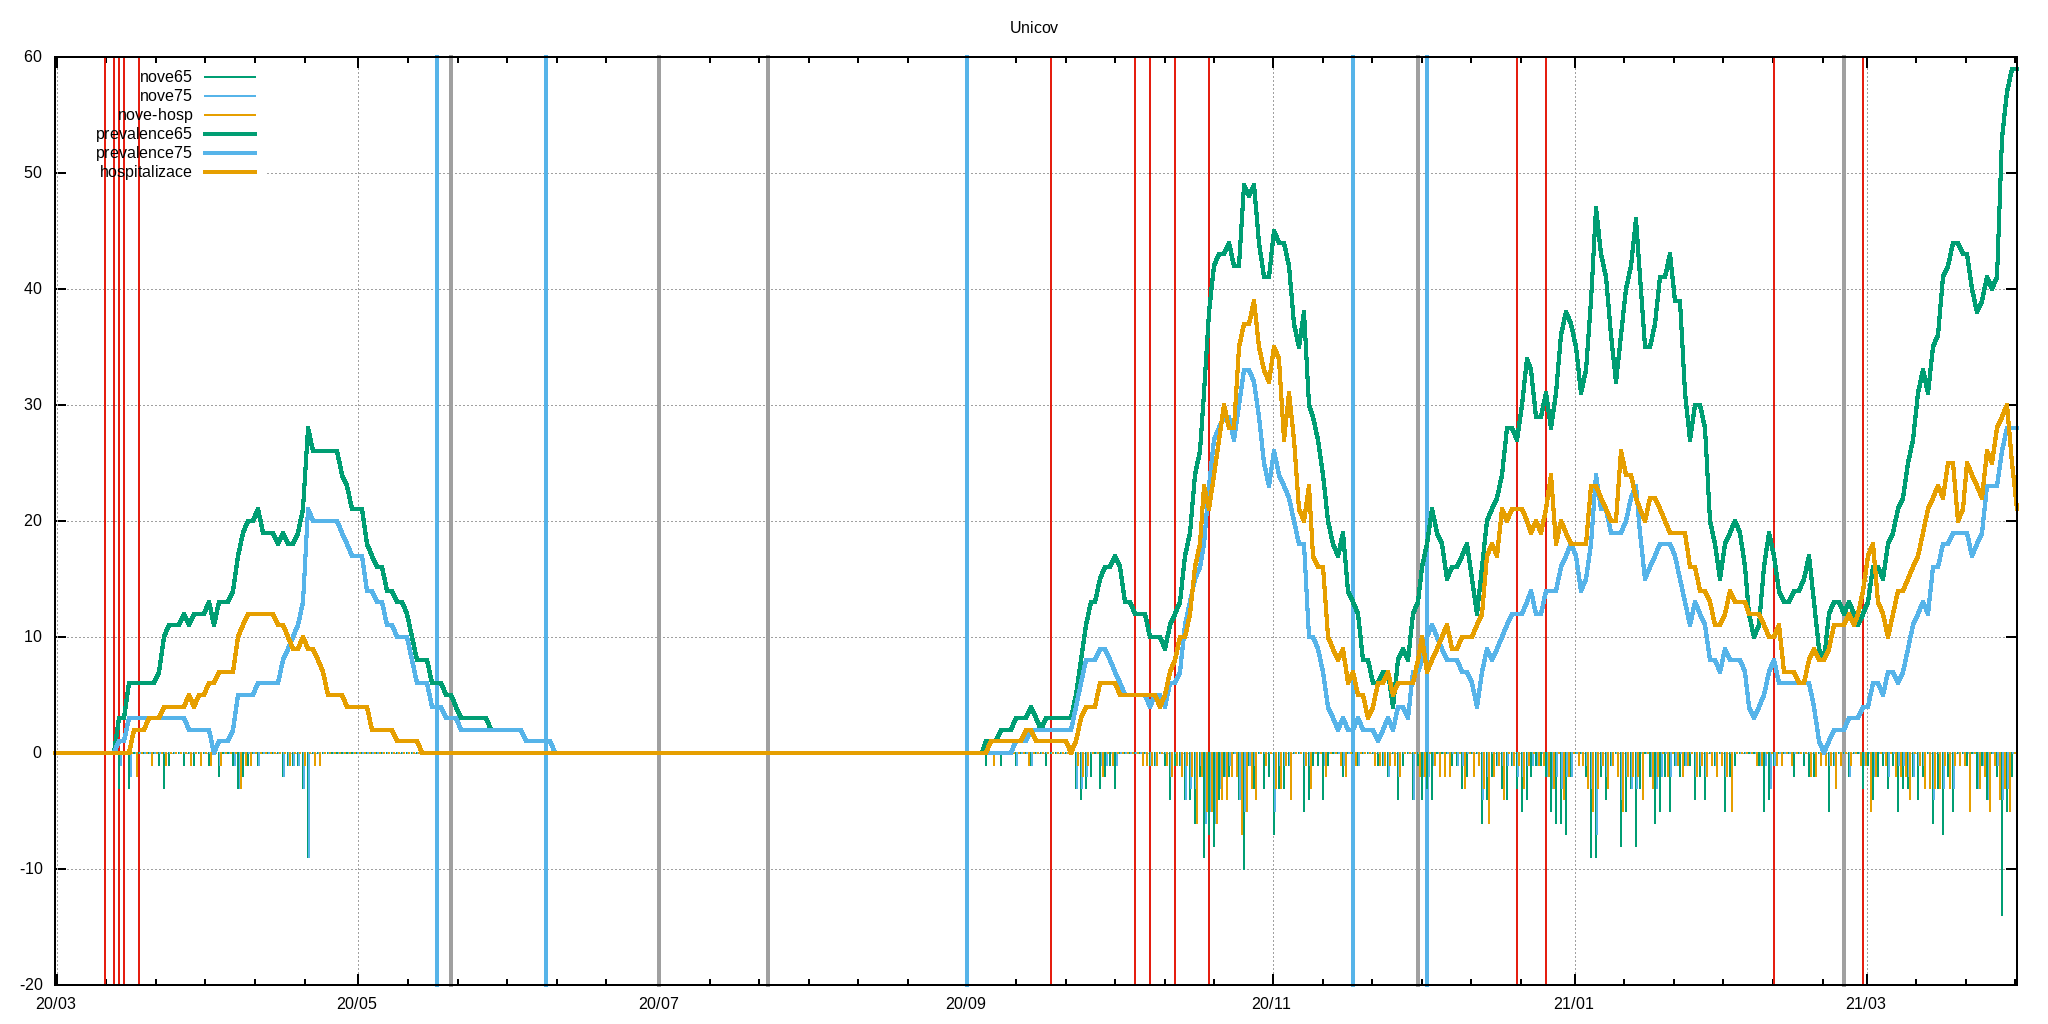 Unicov
60
50
40
30
20
10
0
-10
-20
nove65
nove75
nove-hosp
prevalence65
prevalence75
hospitalizace
20/03 20/05 20/07 20/09 20/11 21/01 21/03